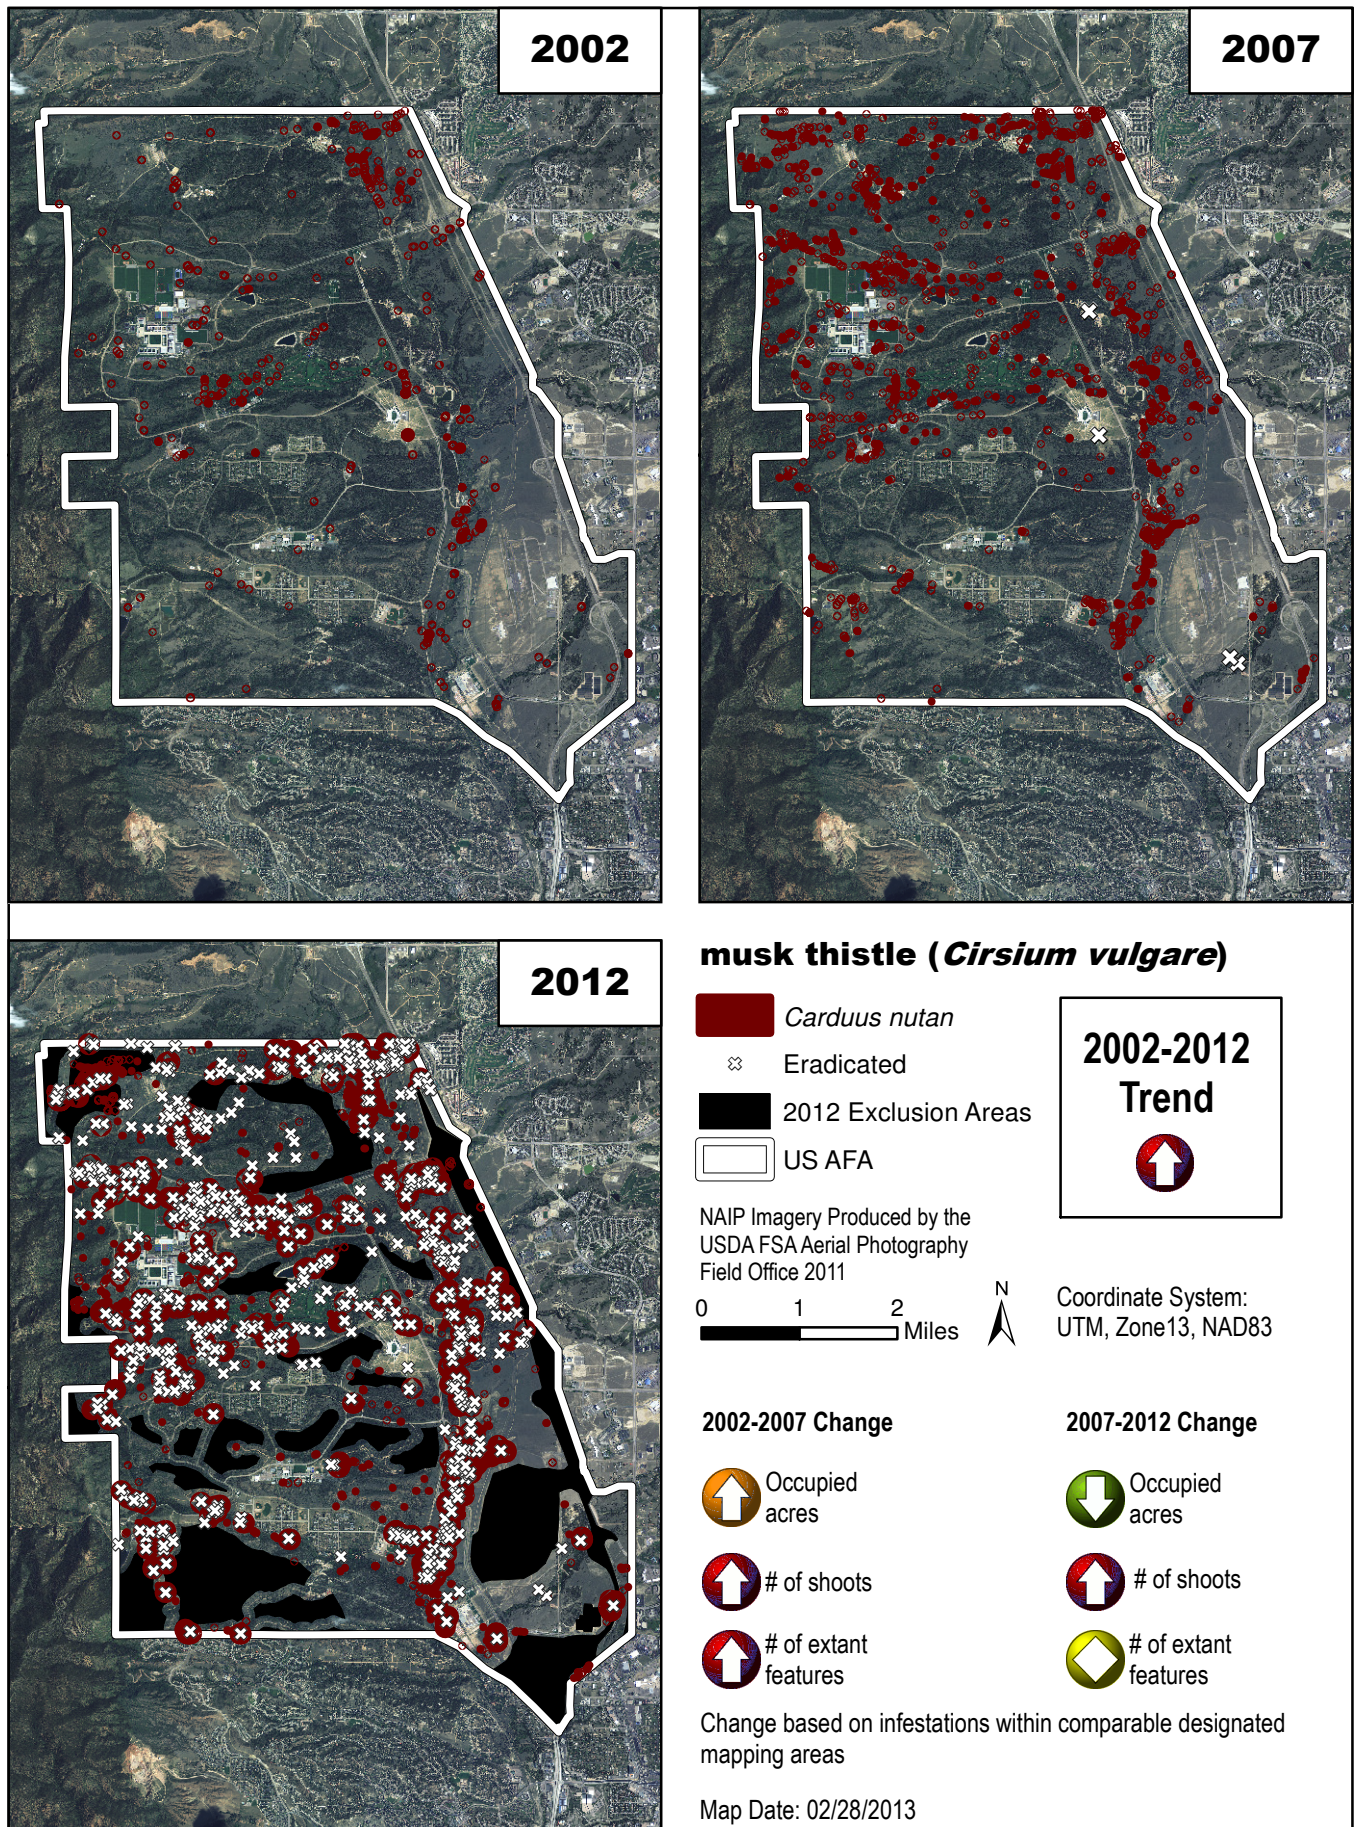 2002
2007
2012
musk thistle (Cirsium vulgare)
Carduus nutan
Eradicated
2012 Exclusion Areas
US AFA
2002-2012
Trend
NAIP Imagery Produced by the
USDA FSA Aerial Photography
Field Office 2011
0 1 2
Miles
N
Coordinate System:
UTM, Zone13, NAD83
2002-2007 Change
Occupied
acres
# of shoots
# of extant
features
2007-2012 Change
Occupied
acres
# of shoots
# of extant
features
Change based on infestations within comparable designated
mapping areas
Map Date: 02/28/2013